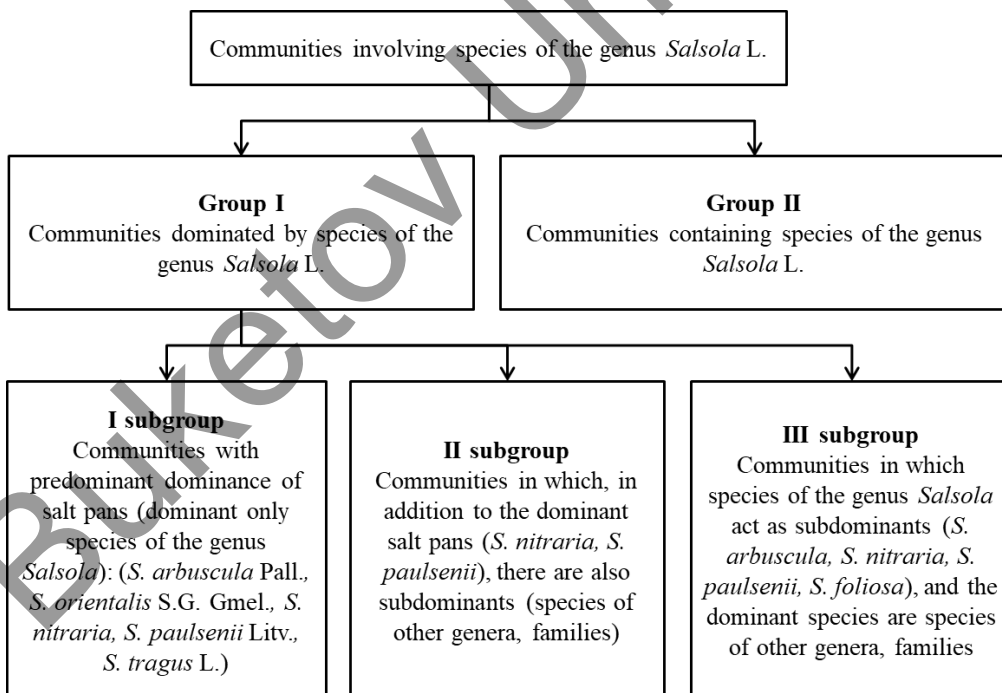 Communities involving species of the genus Salsola L.
Group I
Communities dominated by species of the
genus Salsola L.
Group II
Communities containing species of the genus
Salsola L.
I subgroup
Communities with
predominant dominance of
salt pans (dominant only
species of the genus
Salsola): (S. arbuscula Pall.,
S. orientalis S.G. Gmel., S.
nitraria, S. paulsenii Litv.,
S. tragus L.)
II subgroup
Communities in which, in
addition to the dominant
salt pans (S. nitraria, S.
paulsenii), there are also
subdominants (species of
other genera, families)
III subgroup
Communities in which
species of the genus Salsola
act as subdominants (S.
arbuscula, S. nitraria, S.
paulsenii, S. foliosa), and the
dominant species are species
of other genera, families
Buketov Un